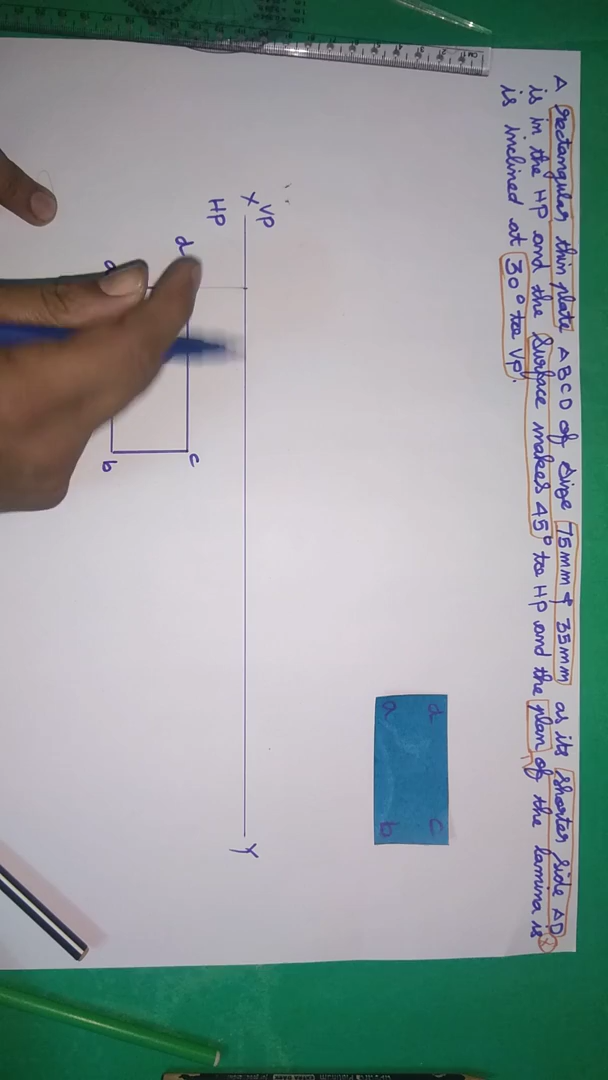 A rectangular thin plate ABCD of size 75mm & 35mm as its shorter side AD
is in the HP and the Surface makes 45° to HP and the plan of the lamina is
is inclined at 30° to VP.
X VP
HP
Y
d
a
c
b
d c
a b